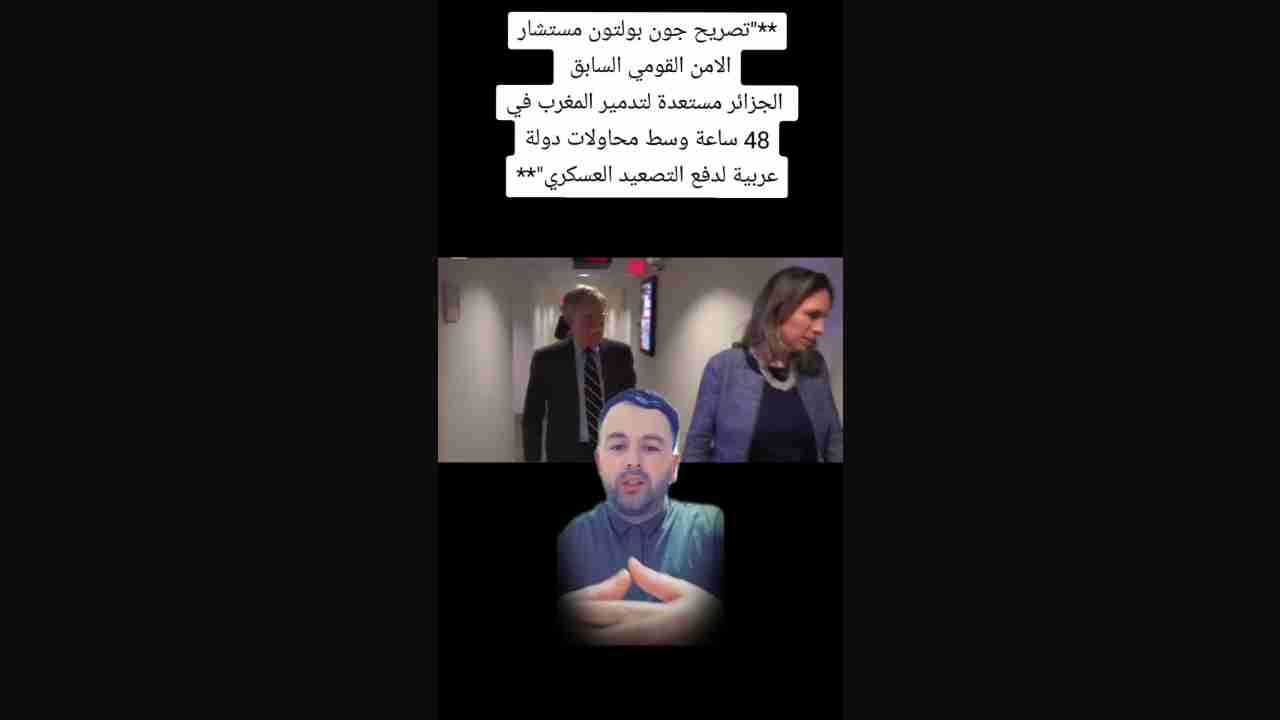 **"تصريح جون بولتون مستشار
الامن القومي السابق
الجزائر مستعدة لتدمير المغرب في
48 ساعة وسط محاولات دولة
عربية لدفع التصعيد العسكري"**